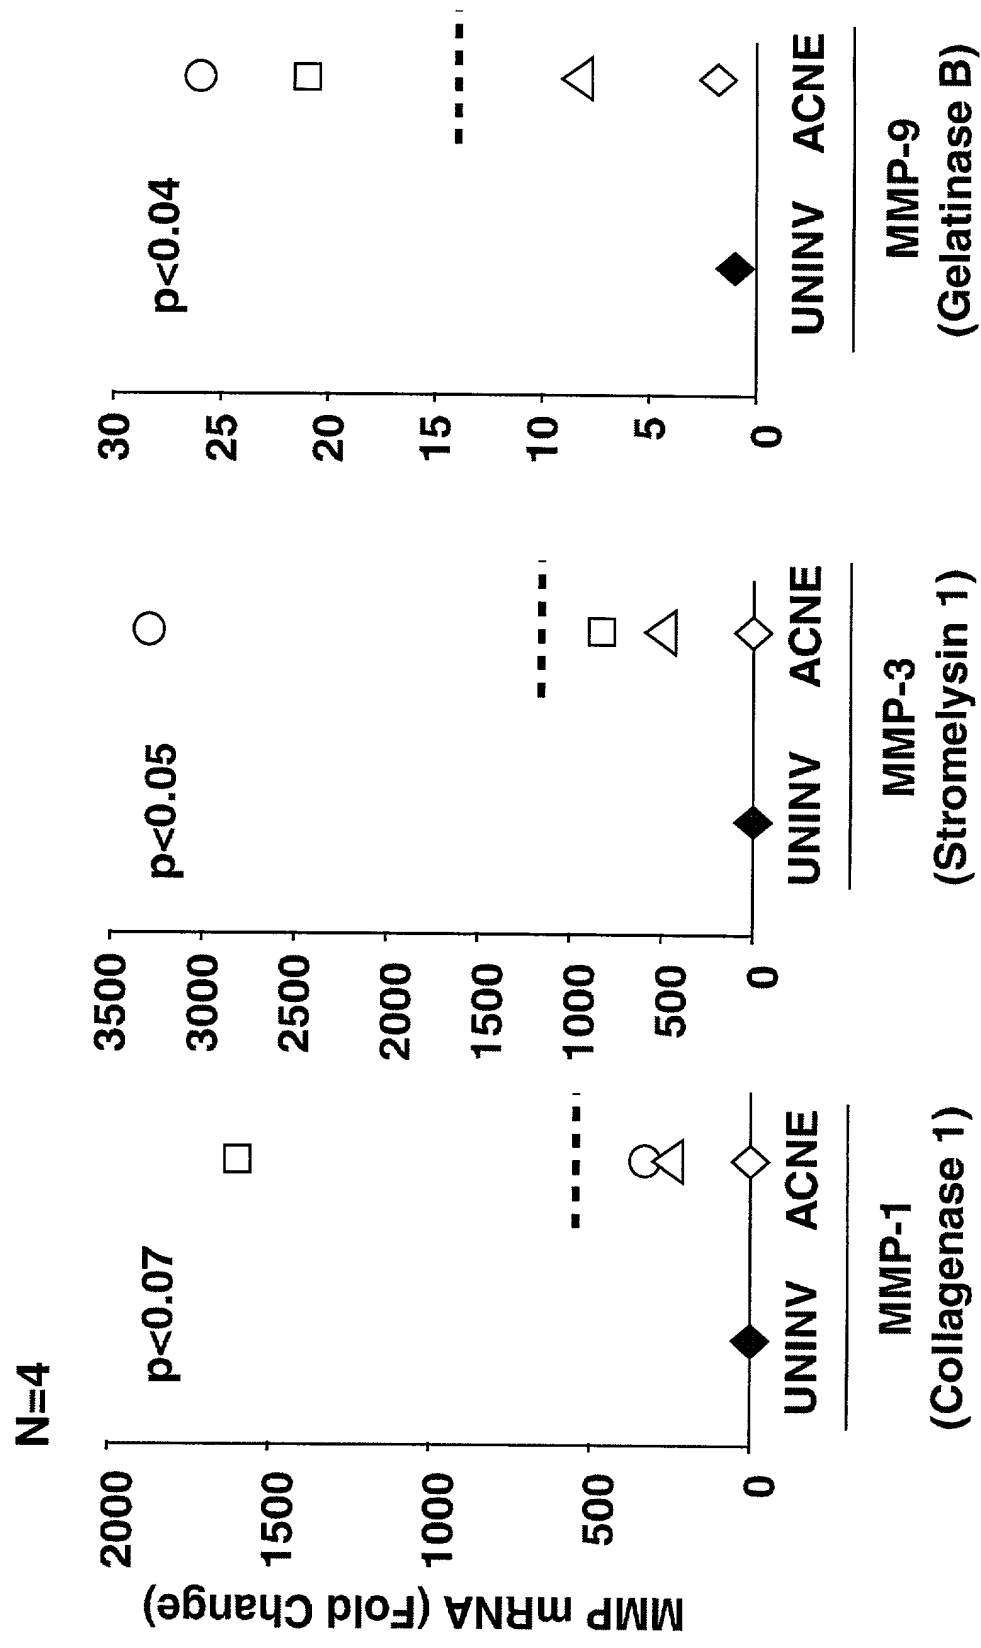 N=4
MMP mRNA (Fold Change)
2000
1500
1000
500
0
p<0.07
UNINV ACNE
MMP-1
(Collagenase 1)
3500
3000
2500
2000
1500
1000
500
0
p<0.05
UNINV ACNE
MMP-3
(Stromelysin 1)
30
25
20
15
10
5
0
p<0.04
UNINV ACNE
MMP-9
(Gelatinase B)